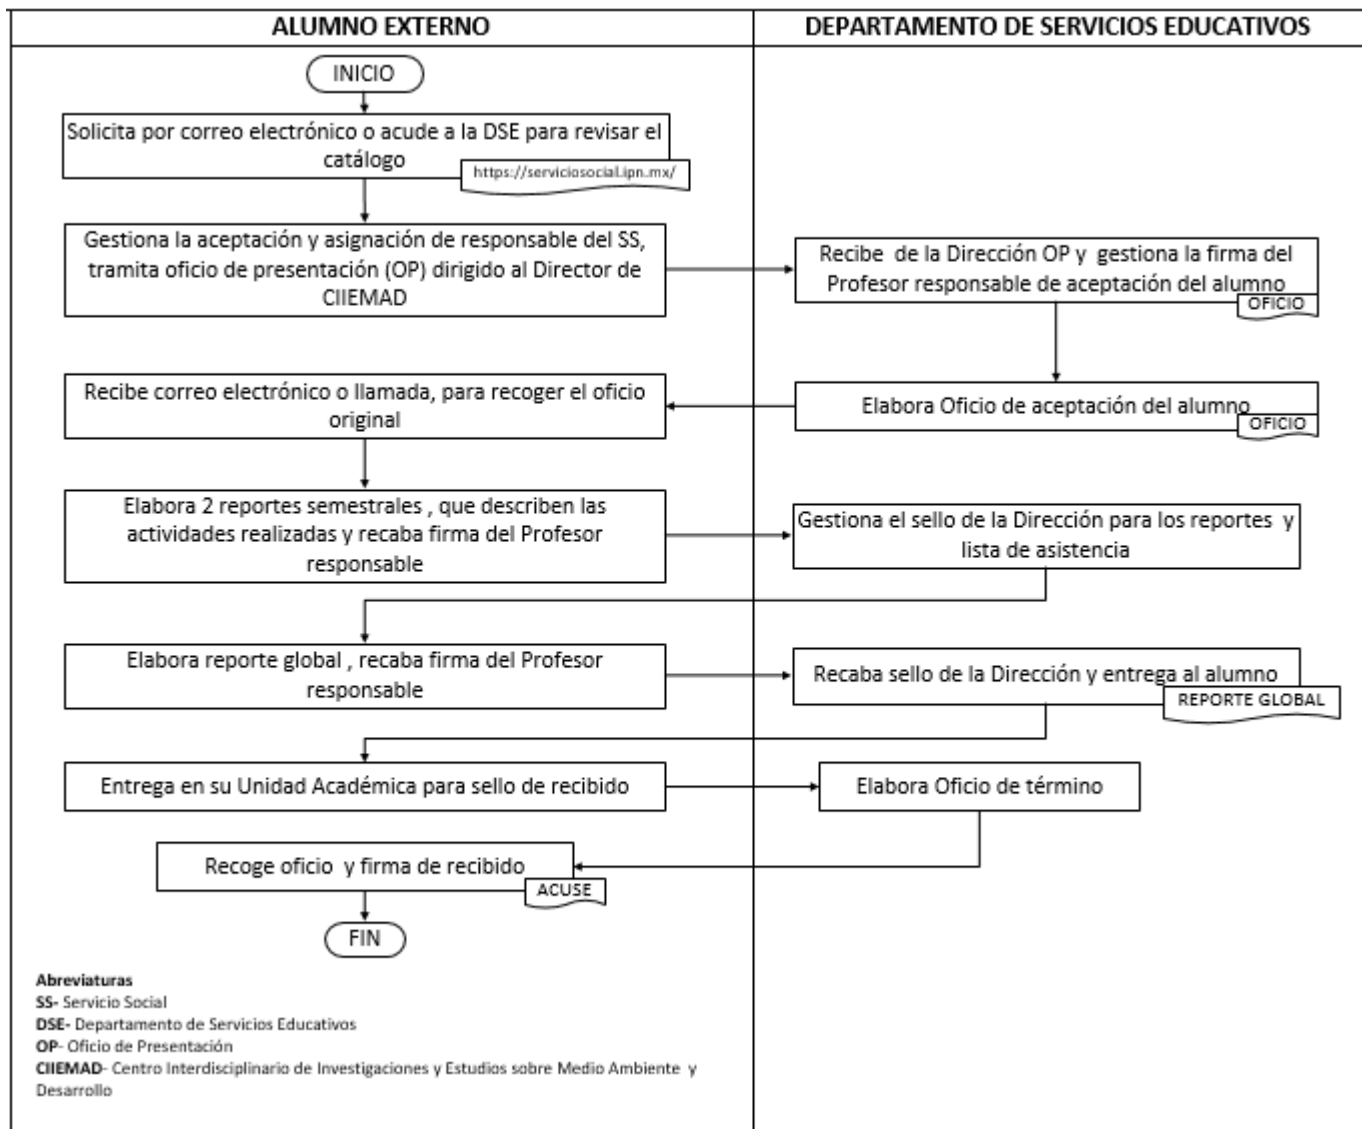 ALUMNO EXTERNO
DEPARTAMENTO DE SERVICIOS EDUCATIVOS
INICIO
Solicita por correo electrónico o acude a la DSE para revisar el
catálogo
https://serviciosocial.ipn.mx/
Gestiona la aceptación y asignación de responsable del SS,
tramita oficio de presentación (OP) dirigido al Director de
CIIEMAD
Recibe de la Dirección OP y gestiona la firma del
Profesor responsable de aceptación del alumno
OFICIO
Elabora Oficio de aceptación del alumno
OFICIO
Recibe correo electrónico o llamada, para recoger el oficio
original
Elabora 2 reportes semestrales , que describen las
actividades realizadas y recaba firma del Profesor
responsable
Gestiona el sello de la Dirección para los reportes y
lista de asistencia
Elabora reporte global , recaba firma del Profesor
responsable
Recaba sello de la Dirección y entrega al alumno
REPORTE GLOBAL
Entrega en su Unidad Académica para sello de recibido
Elabora Oficio de término
Recoge oficio y firma de recibido
ACUSE
FIN
Abreviaturas
SS- Servicio Social
DSE- Departamento de Servicios Educativos
OP- Oficio de Presentación
CIIEMAD- Centro Interdisciplinario de Investigaciones y Estudios sobre Medio Ambiente y
Desarrollo